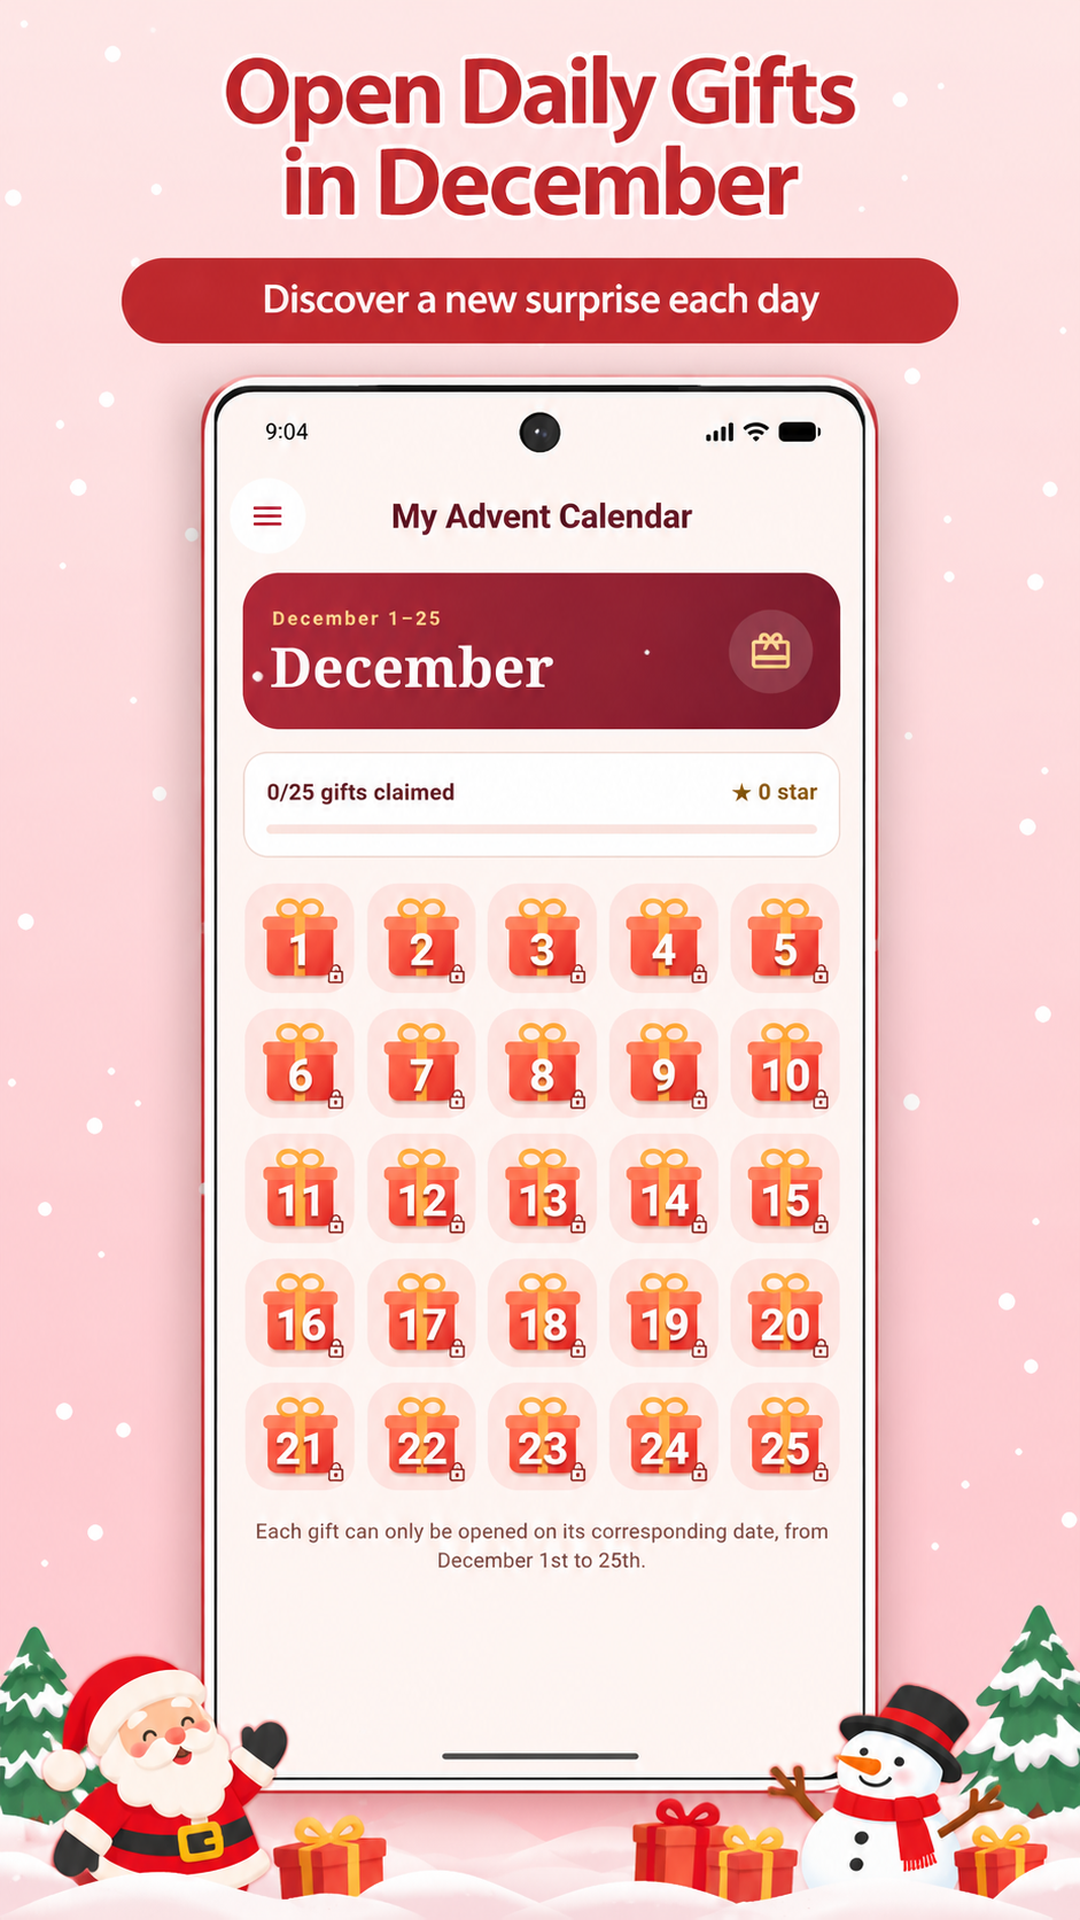 Open Daily Gifts
in December
Discover a new surprise each day
9:04
My Advent Calendar
December 1–25
December
0/25 gifts claimed
★ 0 star
1 2 3 4 5
6 7 8 9 10
11 12 13 14 15
16 17 18 19 20
21 22 23 24 25
Each gift can only be opened on its corresponding date, from
December 1st to 25th.